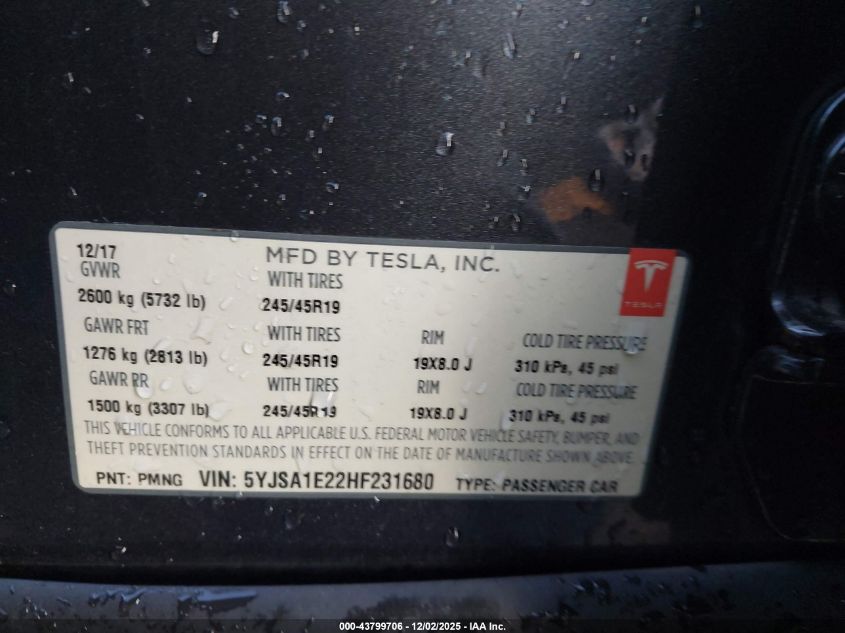 12/17 MFD BY TESLA, INC.
GVWR WITH TIRES
TESLA
2600 kg (5732 lb) 245/45R19
GAWR FRT WITH TIRES RIM COLD TIRE PRESSURE
1276 kg (2813 lb) 245/45R19 19X8.0 J 310 kPa, 45 psi
GAWR RR WITH TIRES RIM COLD TIRE PRESSURE
1500 kg (3307 lb) 245/45R19 19X8.0 J 310 kPa, 45 psi
THIS VEHICLE CONFORMS TO ALL APPLICABLE U.S. FEDERAL MOTOR VEHICLE SAFETY, BUMPER, AND
THEFT PREVENTION STANDARDS IN EFFECT ON THE DATE OF MANUFACTURE SHOWN ABOVE.
PNT: PMNG VIN: 5YJSA1E22HF231680 TYPE: PASSENGER CAR
000-43799706 - 12/02/2025 - IAA Inc.